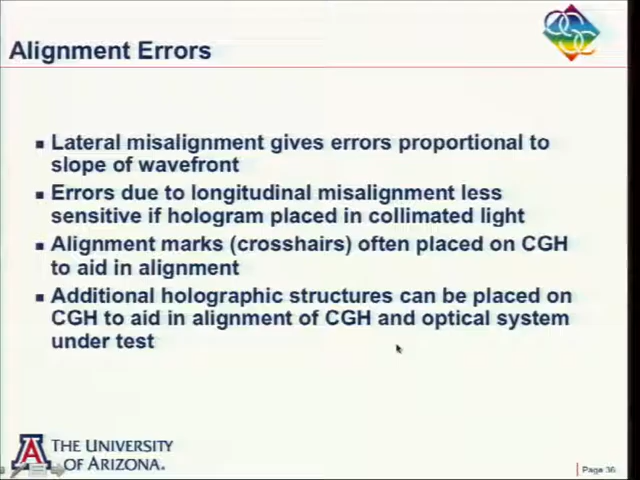 Alignment Errors
Lateral misalignment gives errors proportional to
slope of wavefront
Errors due to longitudinal misalignment less
sensitive if hologram placed in collimated light
Alignment marks (crosshairs) often placed on CGH
to aid in alignment
Additional holographic structures can be placed on
CGH to aid in alignment of CGH and optical system
under test
THE UNIVERSITY
OF ARIZONA.
Page 36